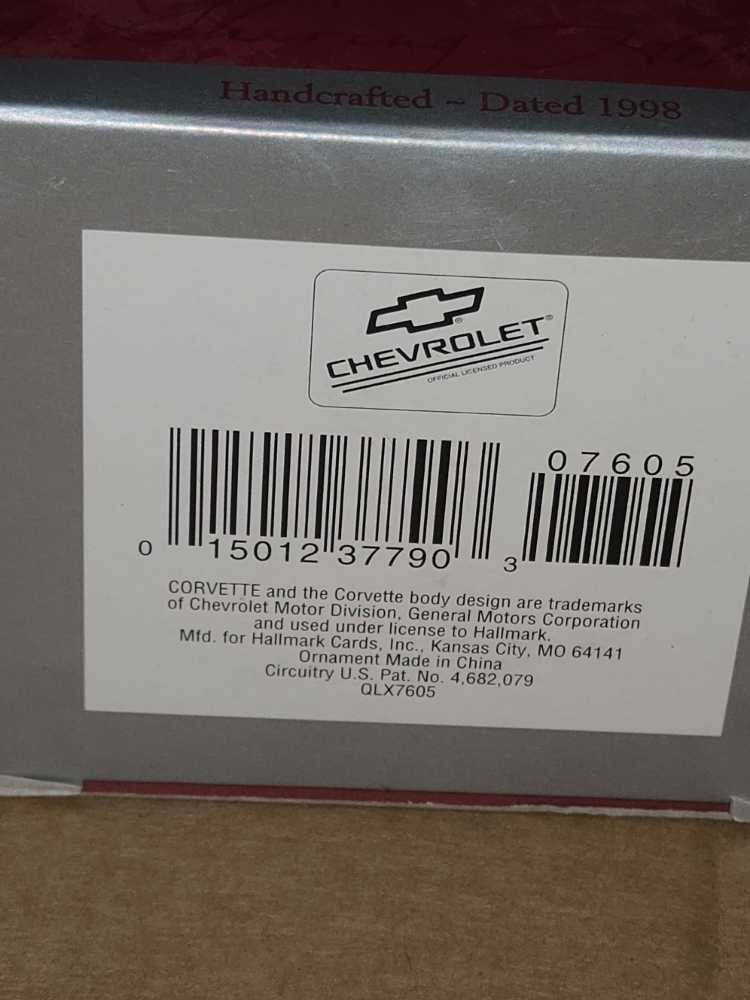 Handcrafted ~ Dated 1998
CHEVROLET®
OFFICIAL LICENSED PRODUCT
07605
0 15012 37790 3
CORVETTE and the Corvette body design are trademarks
of Chevrolet Motor Division, General Motors Corporation
and used under license to Hallmark.
Mfd. for Hallmark Cards, Inc., Kansas City, MO 64141
Ornament Made in China
Circuitry U.S. Pat. No. 4,682,079
QLX7605